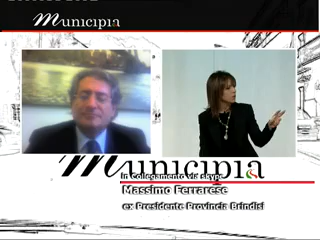 municipia
municipia
in Collegamento via skype
Massimo Ferrarese
ex Presidente Provincia Brindisi